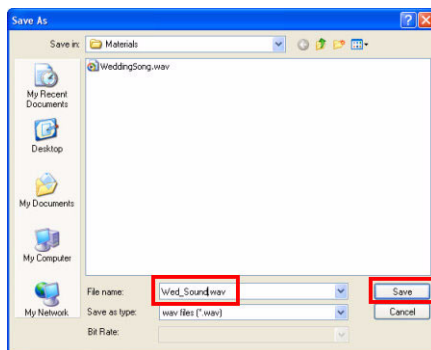 Save As
Save in:
Materials
WeddingSong.wav
My Recent
Documents
Desktop
My Documents
My Computer
My Network
File name:
Wed_Sound.wav
Save
Save as type:
wav files (*.wav)
Cancel
Bit Rate: